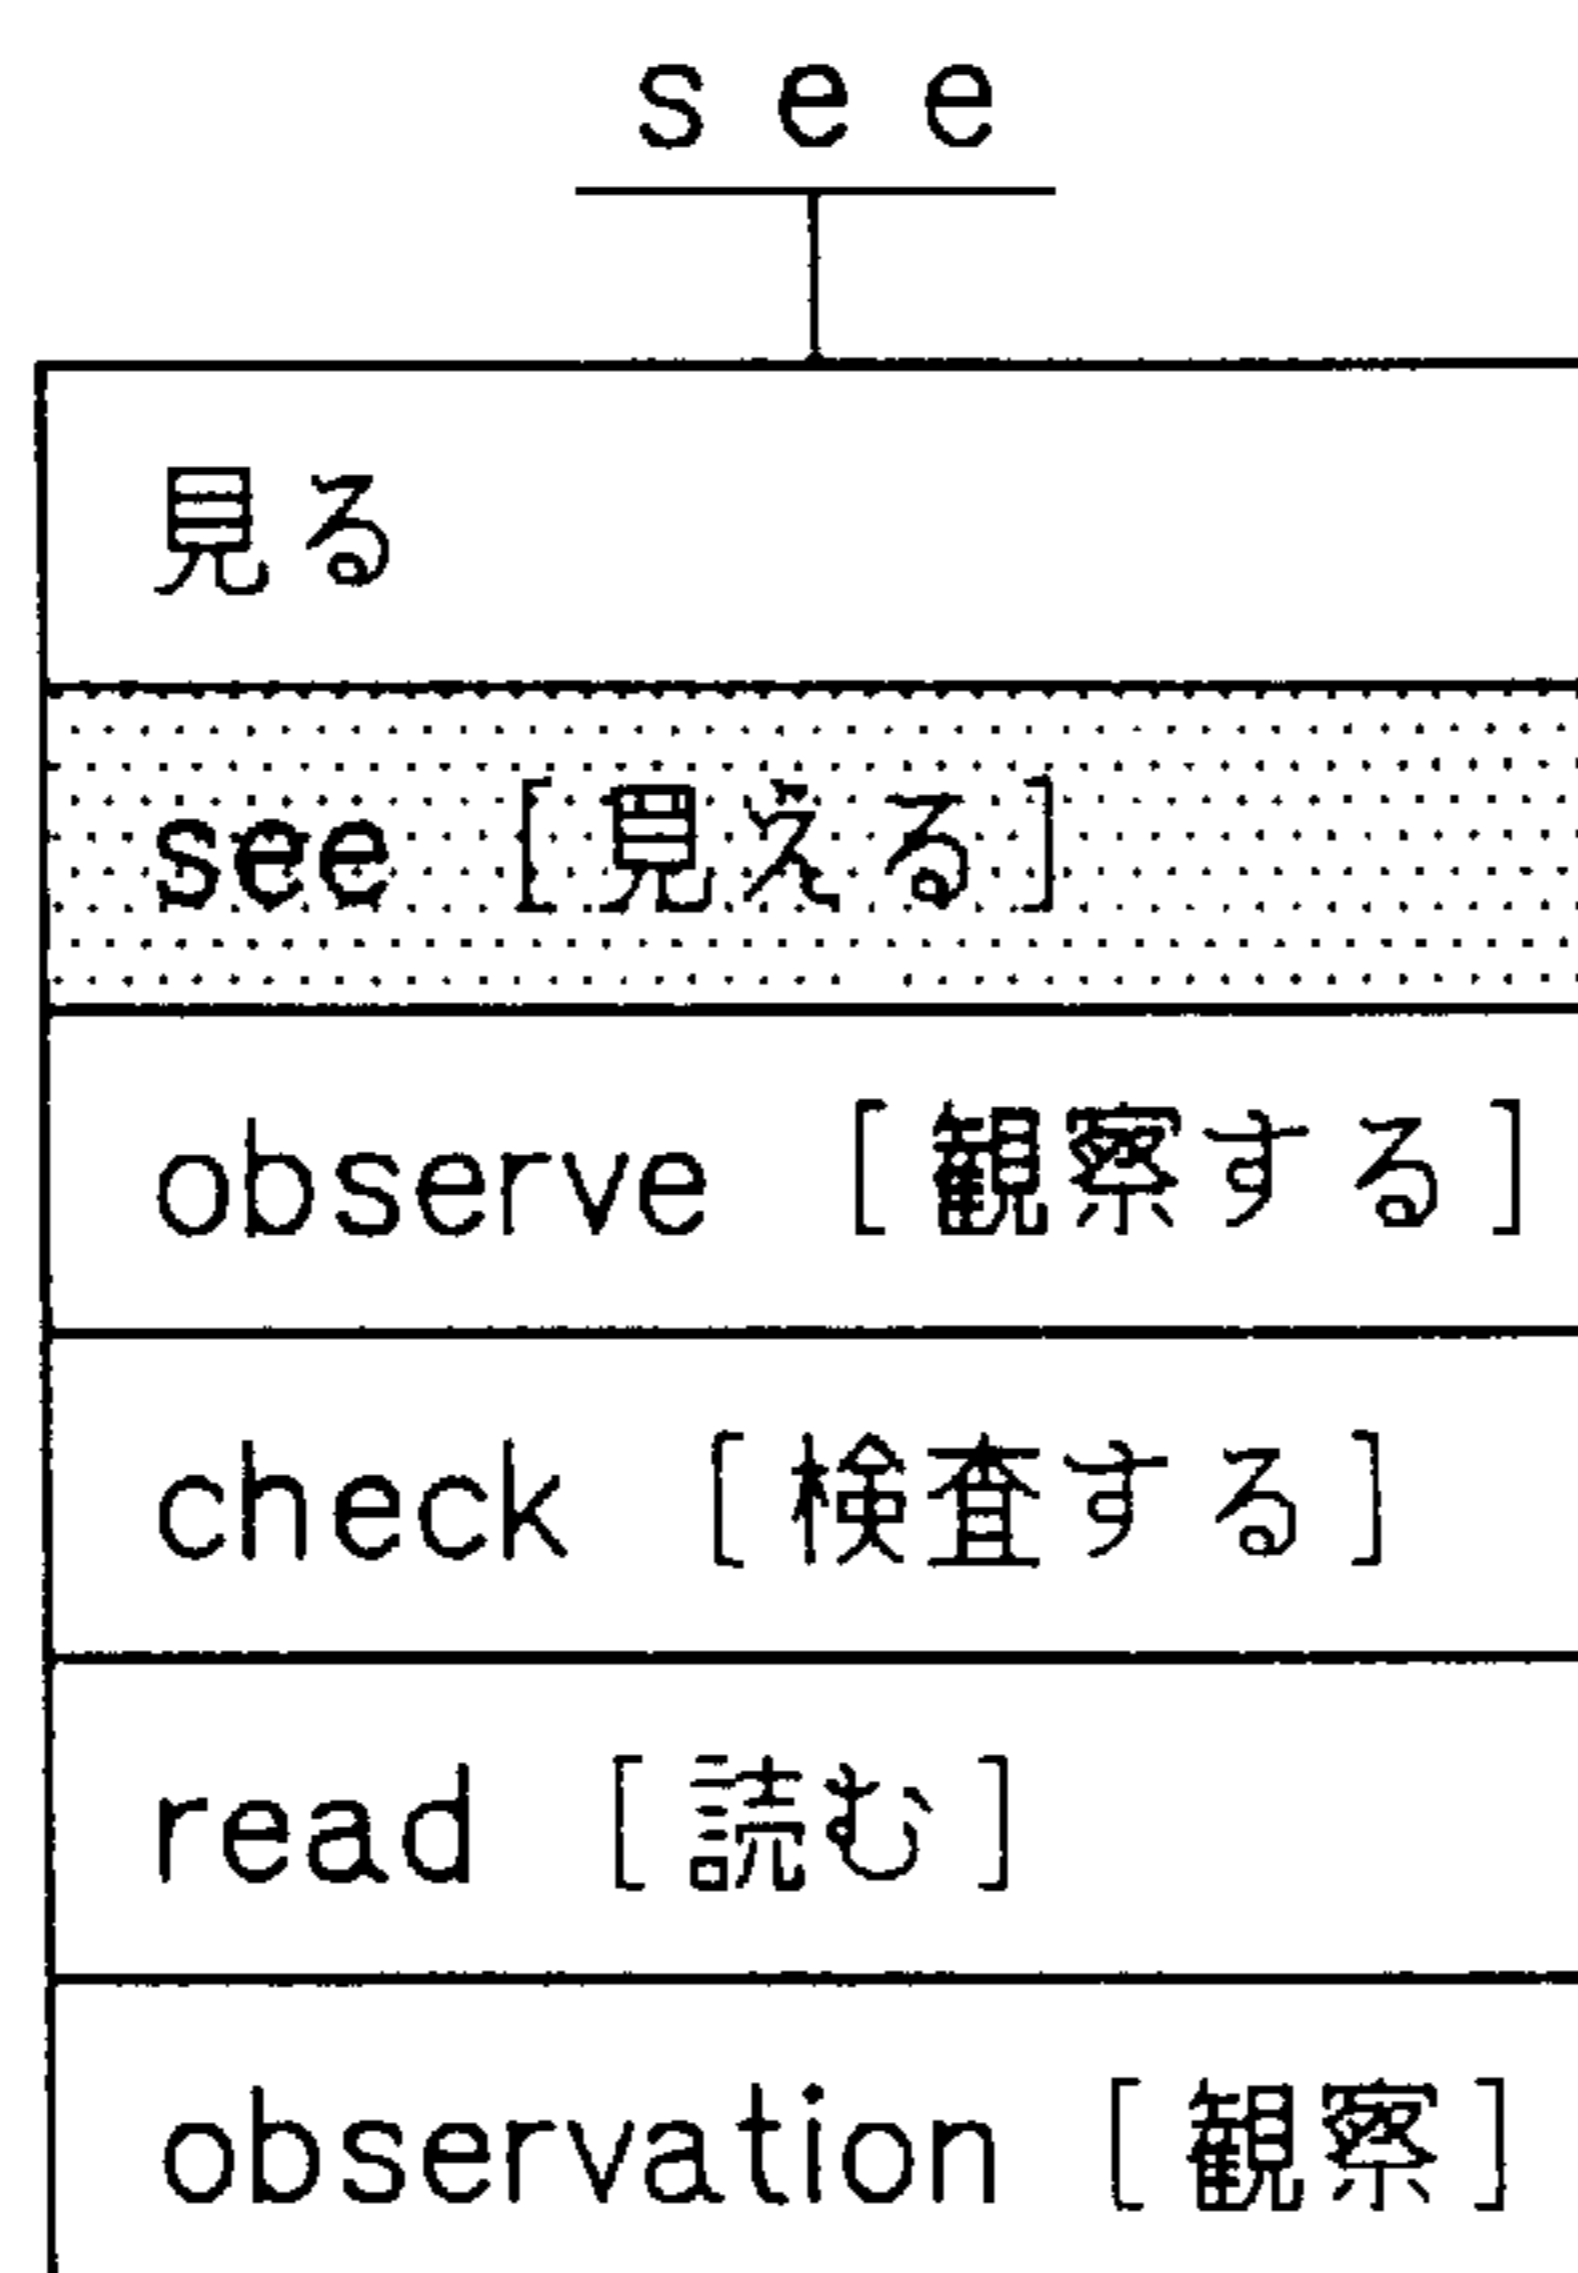 see
見る
see [見える]
observe [観察する]
check [検査する]
read [読む]
observation [観察]